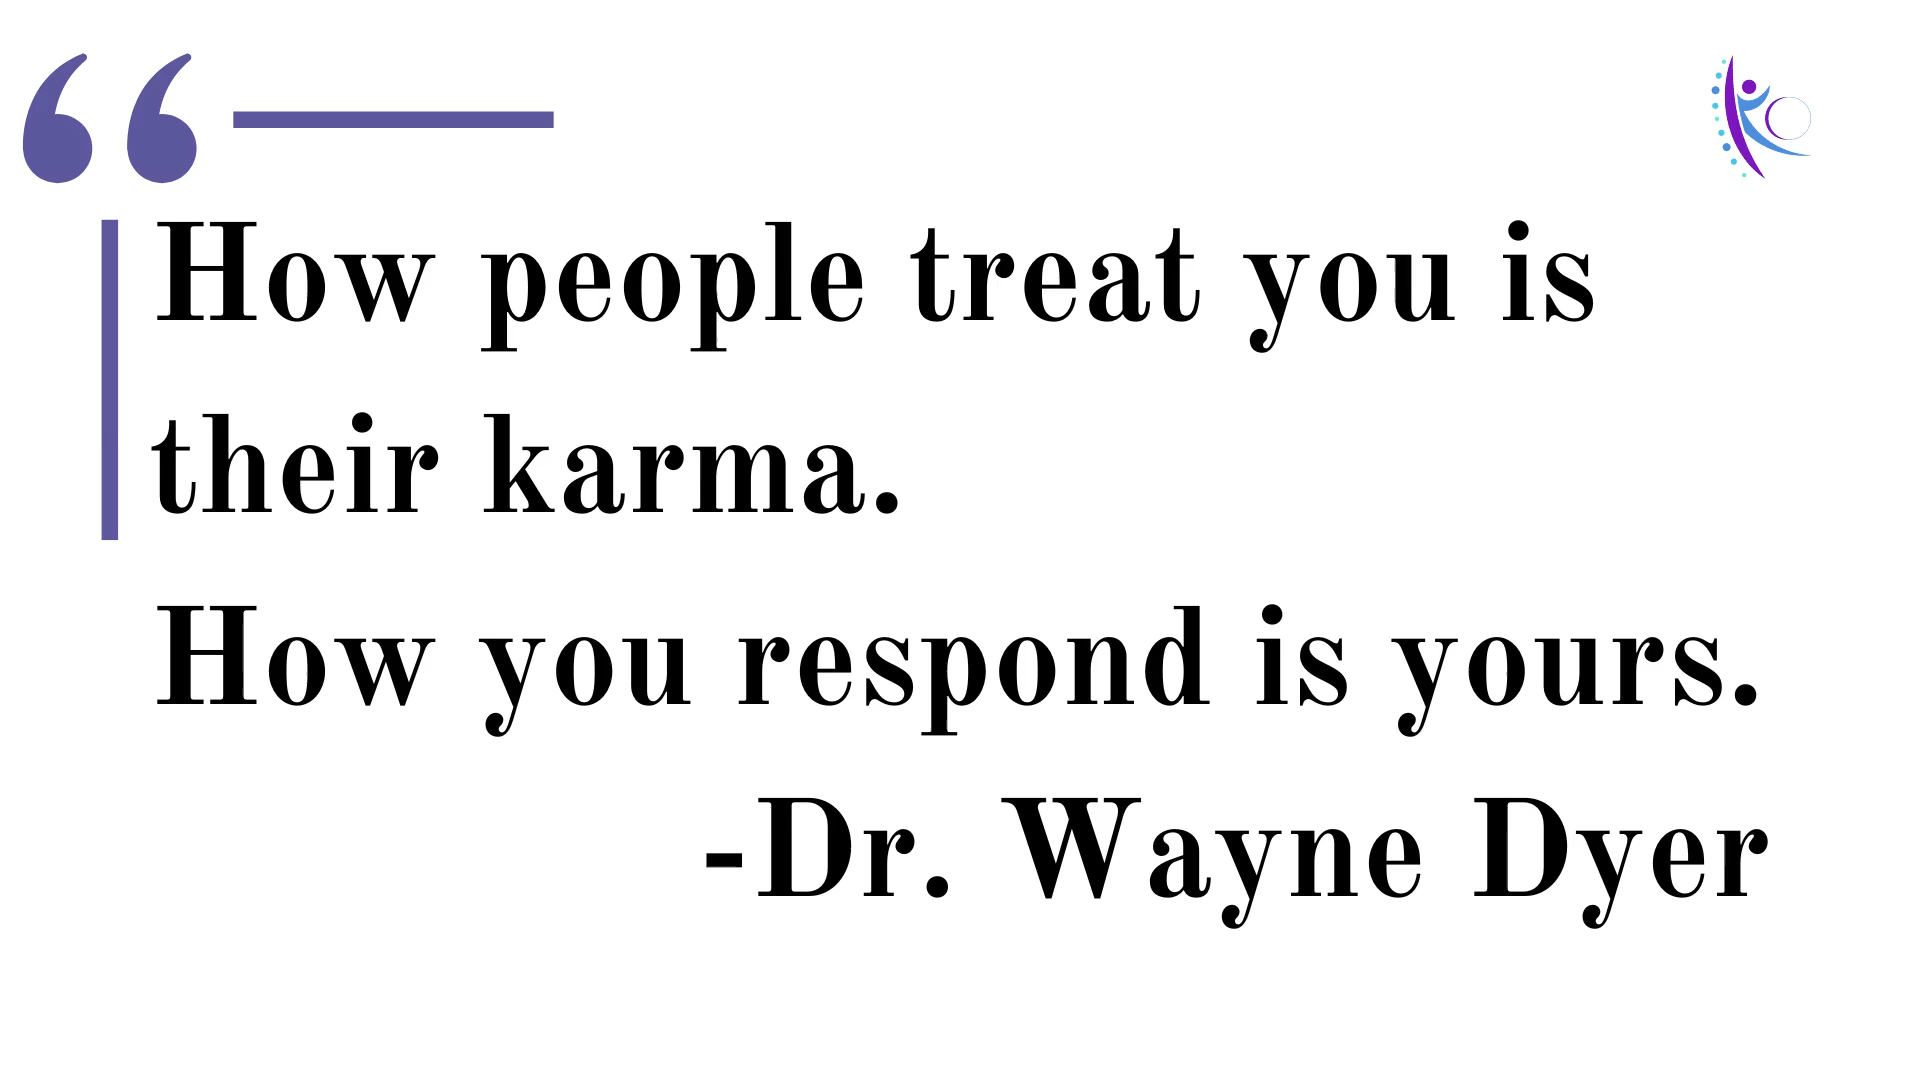 “
How people treat you is
their karma.
How you respond is yours.
-Dr. Wayne Dyer